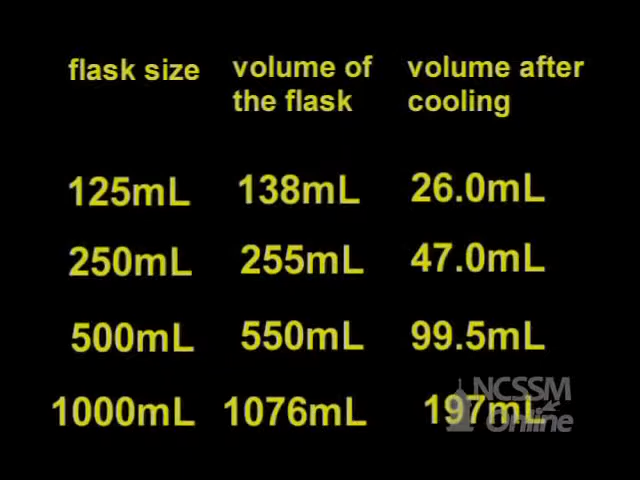 flask size volume of the flask volume after cooling
125mL 138mL 26.0mL
250mL 255mL 47.0mL
500mL 550mL 99.5mL
1000mL 1076mL 197mL
NCSSM
Online